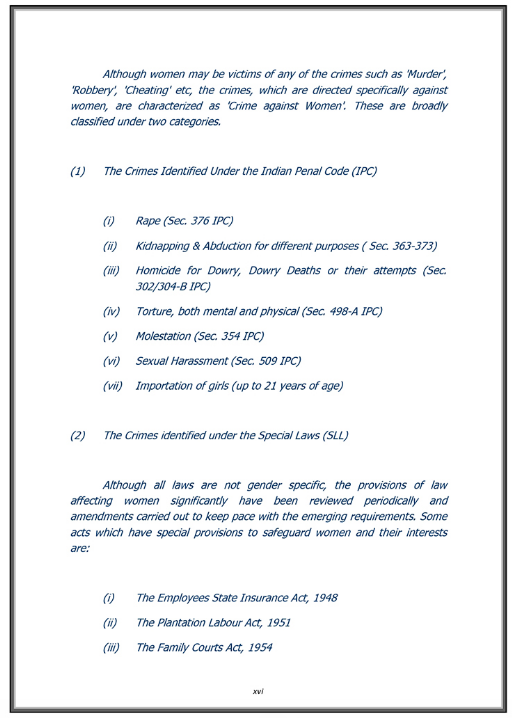 Although women may be victims of any of the crimes such as 'Murder',
'Robbery', 'Cheating' etc, the crimes, which are directed specifically against
women, are characterized as 'Crime against Women'. These are broadly
classified under two categories.
(1) The Crimes Identified Under the Indian Penal Code (IPC)
(i) Rape (Sec. 376 IPC)
(ii) Kidnapping & Abduction for different purposes ( Sec. 363-373)
(iii) Homicide for Dowry, Dowry Deaths or their attempts (Sec.
302/304-B IPC)
(iv) Torture, both mental and physical (Sec. 498-A IPC)
(v) Molestation (Sec. 354 IPC)
(vi) Sexual Harassment (Sec. 509 IPC)
(vii) Importation of girls (up to 21 years of age)
(2) The Crimes identified under the Special Laws (SLL)
Although all laws are not gender specific, the provisions of law
affecting women significantly have been reviewed periodically and
amendments carried out to keep pace with the emerging requirements. Some
acts which have special provisions to safeguard women and their interests
are:
(i) The Employees State Insurance Act, 1948
(ii) The Plantation Labour Act, 1951
(iii) The Family Courts Act, 1954
xvi